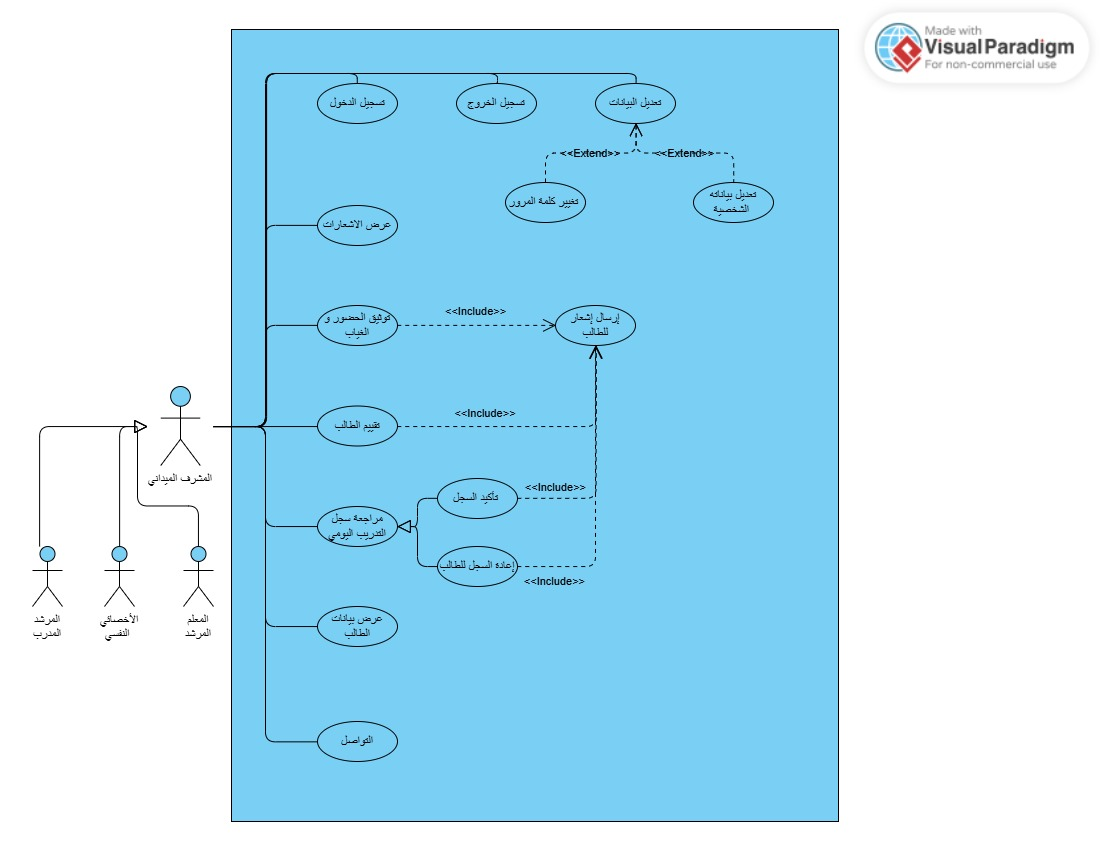 Made with
Visual Paradigm
For non-commercial use
تسجيل الدخول
تسجيل الخروج
تعديل البيانات
<<Extend>>
<<Extend>>
تغيير كلمة المرور
تعديل بياناته
الشخصية
عرض الاشعارات
توثيق الحضور و
الغياب
<<Include>>
إرسال إشعار
للطالب
تقييم الطالب
<<Include>>
المشرف الميداني
تأكيد السجل
<<Include>>
مراجعة سجل
التدريب اليومي
إعادة السجل للطالب
<<Include>>
المرشد
المدرب
الأخصائي
النفسي
المعلم
المرشد
عرض بيانات
الطالب
التواصل